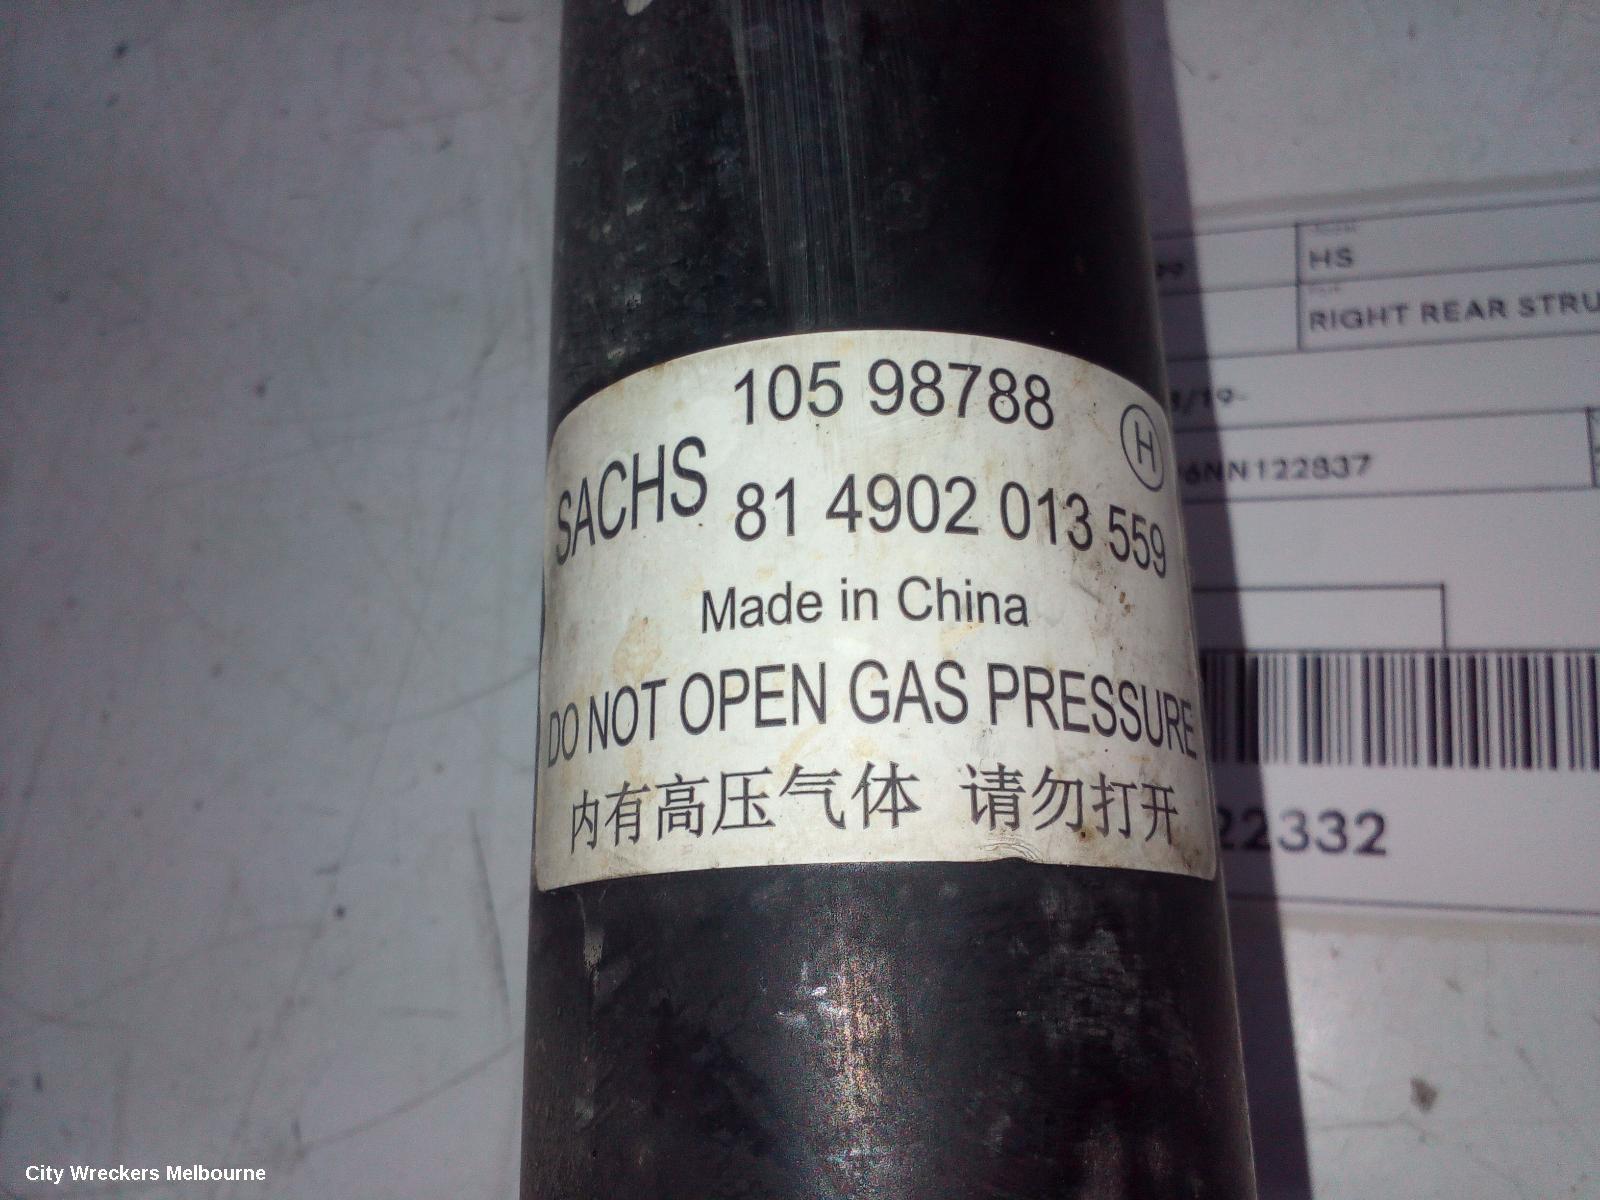 105 98788
H
SACHS
81 4902 013 559
Made in China
DO NOT OPEN GAS PRESSURE
内有高压气体 请勿打开
HS
RIGHT REAR STRU
/19-
6NN122837
22332
City Wreckers Melbourne